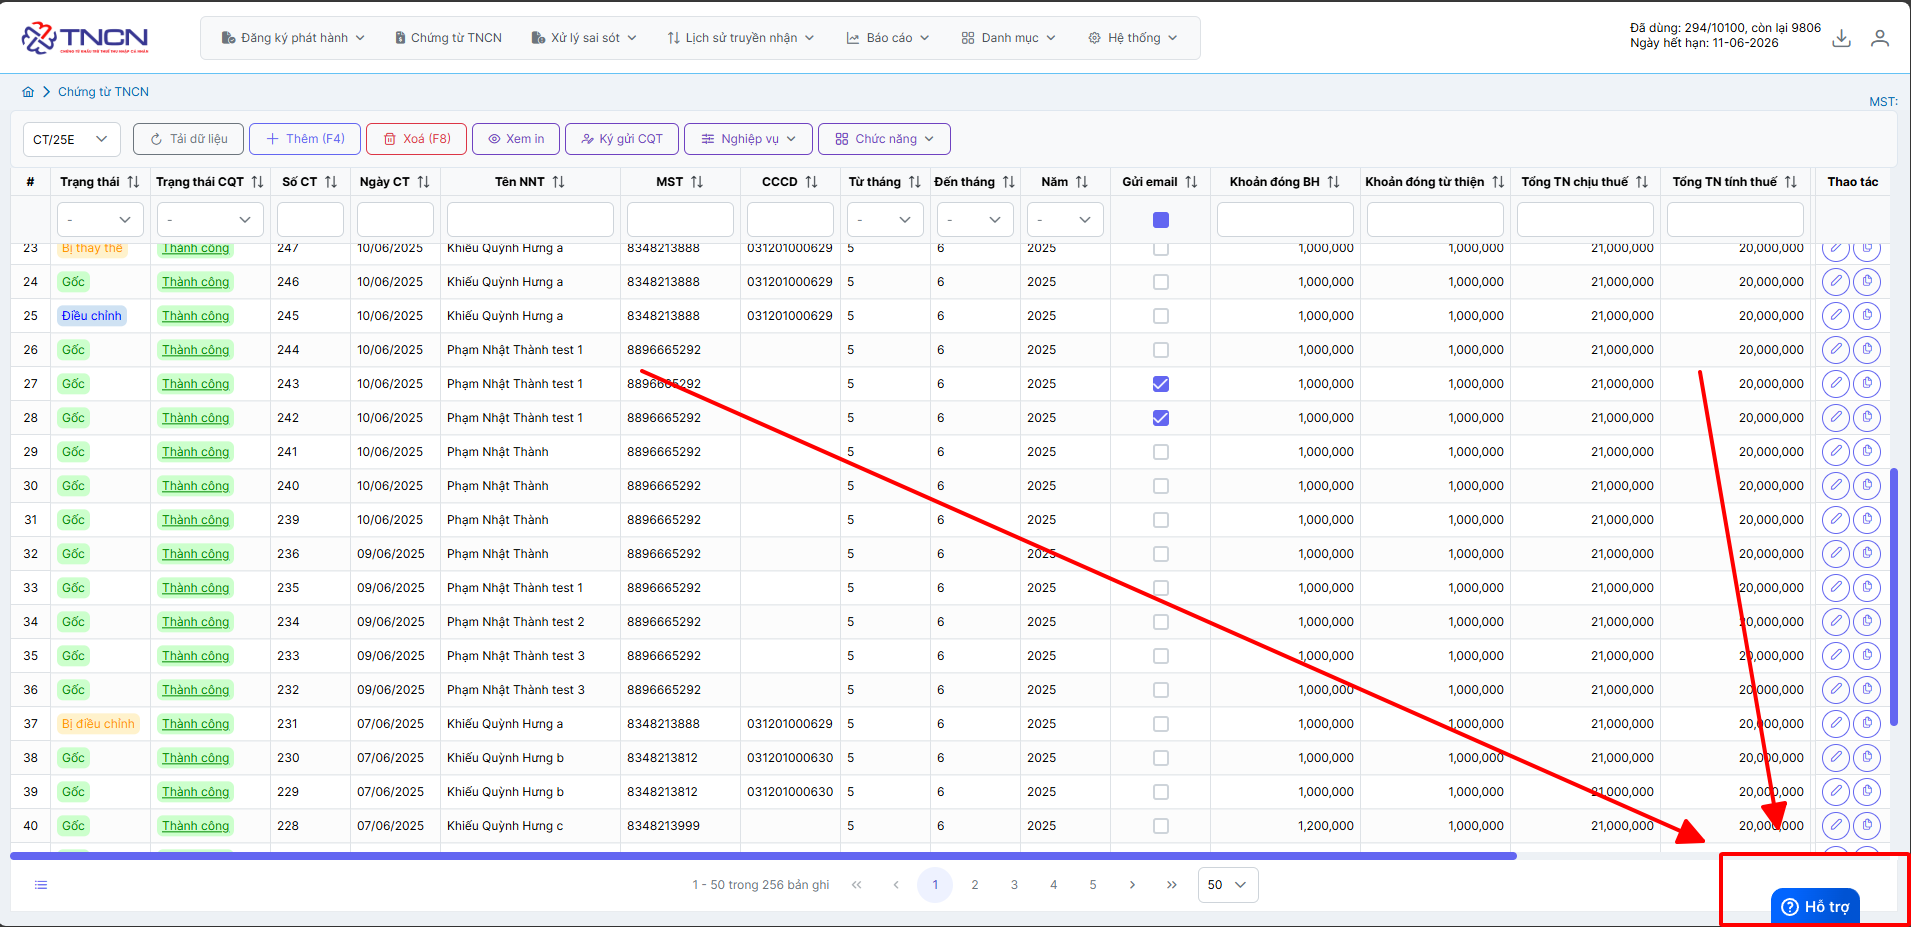 TNCN
CHỨNG TỪ KHẤU TRỪ THUẾ THU NHẬP CÁ NHÂN
Đăng ký phát hành Chứng từ TNCN Xử lý sai sót Lịch sử truyền nhận Báo cáo Danh mục Hệ thống
Đã dùng: 294/10100, còn lại 9806
Ngày hết hạn: 11-06-2026
Chứng từ TNCN
MST:
CT/25E Tải dữ liệu Thêm (F4) Xoá (F8) Xem in Ký gửi CQT Nghiệp vụ Chức năng
# Trạng thái Trạng thái CQT Số CT Ngày CT Tên NNT MST CCCD Từ tháng Đến tháng Năm Gửi email Khoản đóng BH Khoản đóng từ thiện Tổng TN chịu thuế Tổng TN tính thuế Thao tác
- - - - -
23 Bị thay thế Thành công 247 10/06/2025 Khiếu Quỳnh Hưng a 8348213888 031201000629 5 6 2025 1,000,000 1,000,000 21,000,000 20,000,000
24 Gốc Thành công 246 10/06/2025 Khiếu Quỳnh Hưng a 8348213888 031201000629 5 6 2025 1,000,000 1,000,000 21,000,000 20,000,000
25 Điều chỉnh Thành công 245 10/06/2025 Khiếu Quỳnh Hưng a 8348213888 031201000629 5 6 2025 1,000,000 1,000,000 21,000,000 20,000,000
26 Gốc Thành công 244 10/06/2025 Phạm Nhật Thành test 1 8896665292 5 6 2025 1,000,000 1,000,000 21,000,000 20,000,000
27 Gốc Thành công 243 10/06/2025 Phạm Nhật Thành test 1 8896665292 5 6 2025 1,000,000 1,000,000 21,000,000 20,000,000
28 Gốc Thành công 242 10/06/2025 Phạm Nhật Thành test 1 8896665292 5 6 2025 1,000,000 1,000,000 21,000,000 20,000,000
29 Gốc Thành công 241 10/06/2025 Phạm Nhật Thành 8896665292 5 6 2025 1,000,000 1,000,000 21,000,000 20,000,000
30 Gốc Thành công 240 10/06/2025 Phạm Nhật Thành 8896665292 5 6 2025 1,000,000 1,000,000 21,000,000 20,000,000
31 Gốc Thành công 239 10/06/2025 Phạm Nhật Thành 8896665292 5 6 2025 1,000,000 1,000,000 21,000,000 20,000,000
32 Gốc Thành công 236 09/06/2025 Phạm Nhật Thành 8896665292 5 6 2025 1,000,000 1,000,000 21,000,000 20,000,000
33 Gốc Thành công 235 09/06/2025 Phạm Nhật Thành test 1 8896665292 5 6 2025 1,000,000 1,000,000 21,000,000 20,000,000
34 Gốc Thành công 234 09/06/2025 Phạm Nhật Thành test 2 8896665292 5 6 2025 1,000,000 1,000,000 21,000,000 20,000,000
35 Gốc Thành công 233 09/06/2025 Phạm Nhật Thành test 3 8896665292 5 6 2025 1,000,000 1,000,000 21,000,000 20,000,000
36 Gốc Thành công 232 09/06/2025 Phạm Nhật Thành test 3 8896665292 5 6 2025 1,000,000 1,000,000 21,000,000 20,000,000
37 Bị điều chỉnh Thành công 231 07/06/2025 Khiếu Quỳnh Hưng a 8348213888 031201000629 5 6 2025 1,000,000 1,000,000 21,000,000 20,000,000
38 Gốc Thành công 230 07/06/2025 Khiếu Quỳnh Hưng b 8348213812 031201000630 5 6 2025 1,000,000 1,000,000 21,000,000 20,000,000
39 Gốc Thành công 229 07/06/2025 Khiếu Quỳnh Hưng b 8348213812 031201000630 5 6 2025 1,000,000 1,000,000 21,000,000 20,000,000
40 Gốc Thành công 228 07/06/2025 Khiếu Quỳnh Hưng c 8348213999 5 6 2025 1,200,000 1,000,000 21,000,000 20,000,000
1 - 50 trong 256 bản ghi « ‹ 1 2 3 4 5 › » 50
Hỗ trợ